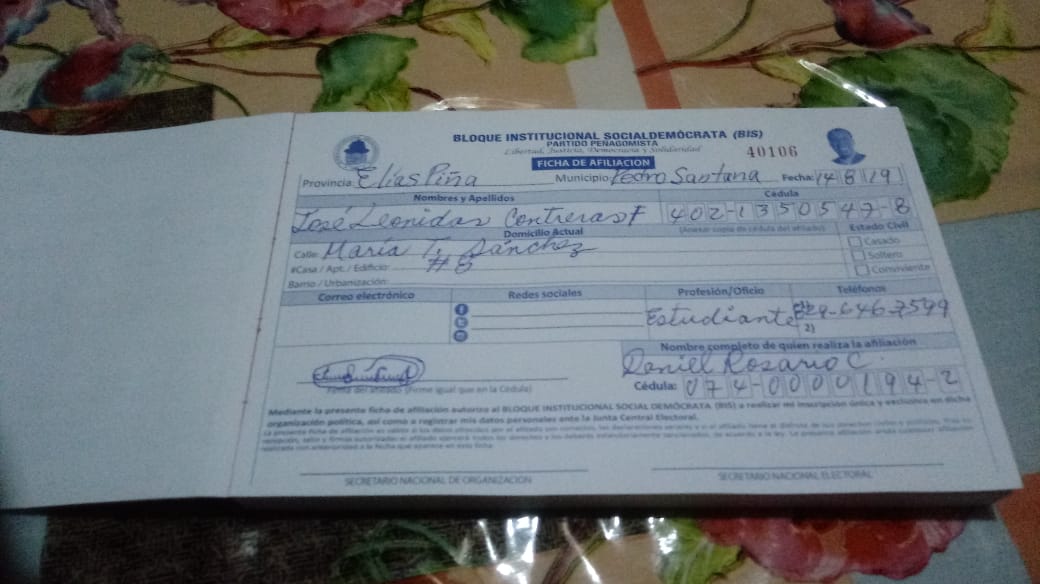 BLOQUE INSTITUCIONAL SOCIALDEMÓCRATA (BIS)
PARTIDO PEÑAGOMISTA
Libertad, Justicia, Democracia y Solidaridad
40106
FICHA DE AFILIACION
Provincia: Elías Piña Municipio: Pedro Santana Fecha: 14 8 19
Nombres y Apellidos Cédula
José Leonidas Contreras F 402-1350547-8
Domicilio Actual (Anexar copia de cédula del afiliado) Estado Civil
Calle: María T. Sánchez Casado
#Casa / Apt. / Edificio: #8 Soltero
Barrio / Urbanización: Conviviente
Correo electrónico Redes sociales Profesión/Oficio Teléfonos
Estudiante 829-646-7599
2)
Nombre completo de quien realiza la afiliación
Daniel Rosario C.
Firma del afiliado (Firme igual que en la Cédula) Cédula: 074-0000194-2
Mediante la presente ficha de afiliación autorizo al BLOQUE INSTITUCIONAL SOCIAL DEMÓCRATA (BIS) a realizar mi inscripción única y exclusiva en dicha
organización política, así como a registrar mis datos personales ante la Junta Central Electoral.
SECRETARIO NACIONAL DE ORGANIZACIÓN SECRETARIO NACIONAL ELECTORAL